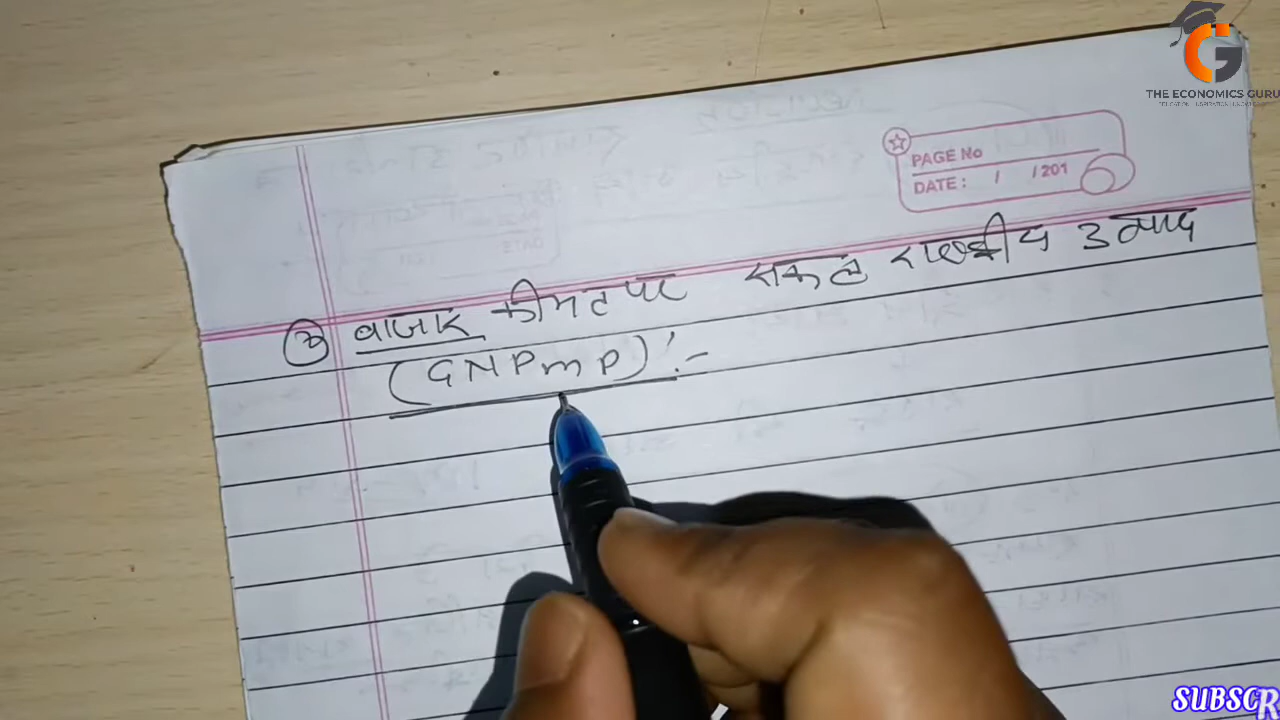 THE ECONOMICS GURU
PAGE No
DATE : / / 201
③ बाजार कीमत पर सकल राष्ट्रीय उत्पाद
(GNPmp) :-
SUBSCR